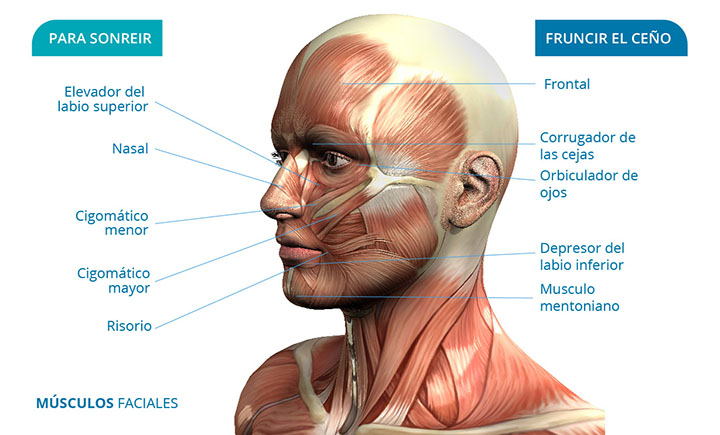 PARA SONREIR
Elevador del
labio superior
Nasal
Cigomático
menor
Cigomático
mayor
Risorio
FRUNCIR EL CEÑO
Frontal
Corrugador de
las cejas
Orbiculador de
ojos
Depresor del
labio inferior
Musculo
mentoniano
MÚSCULOS FACIALES